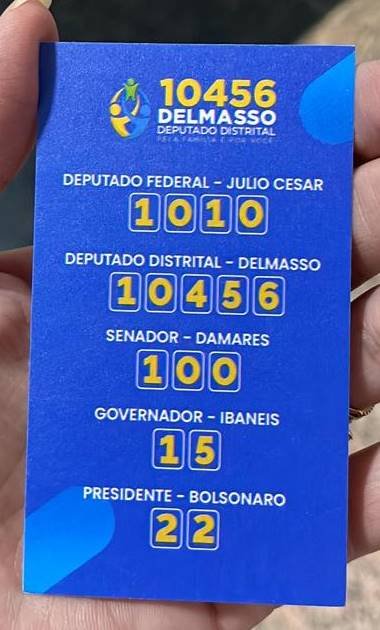 10456
DELMASSO
DEPUTADO DISTRITAL
PELA FAMÍLIA E POR VOCÊ
DEPUTADO FEDERAL - JULIO CESAR
1010
DEPUTADO DISTRITAL - DELMASSO
10456
SENADOR - DAMARES
100
GOVERNADOR - IBANEIS
15
PRESIDENTE - BOLSONARO
22